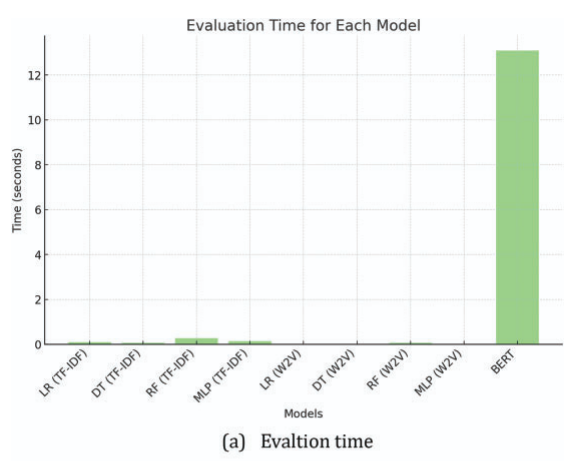 Evaluation Time for Each Model
Time (seconds)
12
10
8
6
4
2
0
LR (TF-IDF)
DT (TF-IDF)
RF (TF-IDF)
MLP (TF-IDF)
LR (W2V)
DT (W2V)
RF (W2V)
MLP (W2V)
BERT
Models
(a) Evaltion time